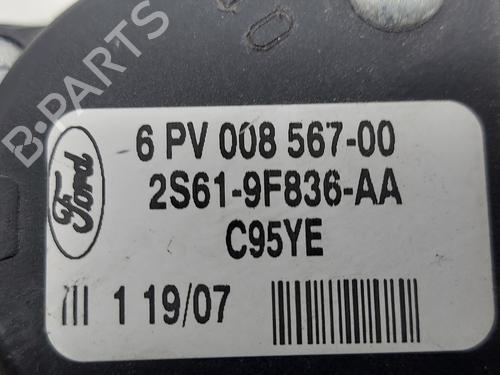 B-PARTS
Ford
6 PV 008 567-00
2S61-9F836-AA
C95YE
1 19/07